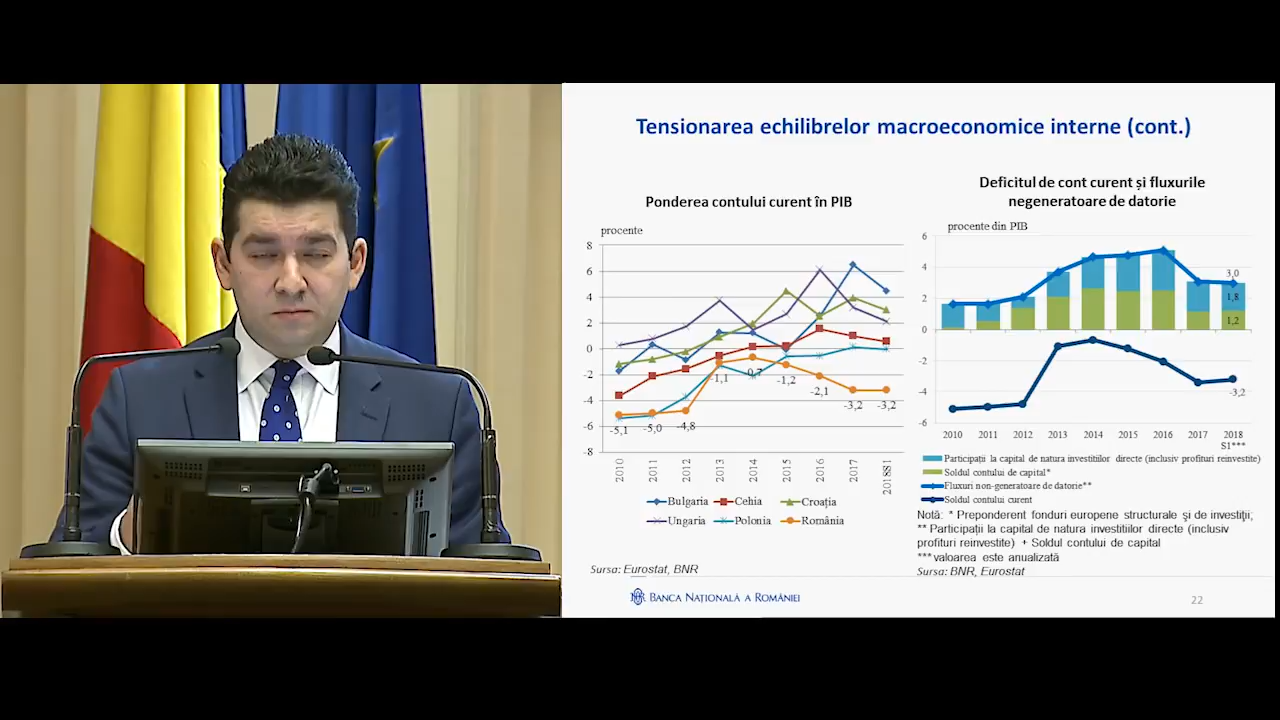 Tensionarea echilibrelor macroeconomice interne (cont.)
Ponderea contului curent în PIB
procente
8
6
4
2
0
-2
-4
-6
-8
-5,1
-5,0
-4,8
-1,1
-0,7
-1,2
-2,1
-3,2
-3,2
2010
2011
2012
2013
2014
2015
2016
2017
2018S1
Bulgaria Cehia Croația
Ungaria Polonia România
Sursa: Eurostat, BNR
Deficitul de cont curent și fluxurile
negeneratoare de datorie
procente din PIB
6
4
2
0
-2
-4
-6
3,0
1,8
1,2
-3,2
2010 2011 2012 2013 2014 2015 2016 2017 2018
S1***
Participații la capital de natura investitiilor directe (inclusiv profituri reinvestite)
Soldul contului de capital*
Fluxuri non-generatoare de datorie**
Soldul contului curent
Notă: * Preponderent fonduri europene structurale şi de investiţii;
** Participații la capital de natura investitiilor directe (inclusiv
profituri reinvestite) + Soldul contului de capital
***valoarea este anualizată
Sursa: BNR, Eurostat
BANCA NAȚIONALĂ A ROMÂNIEI
22